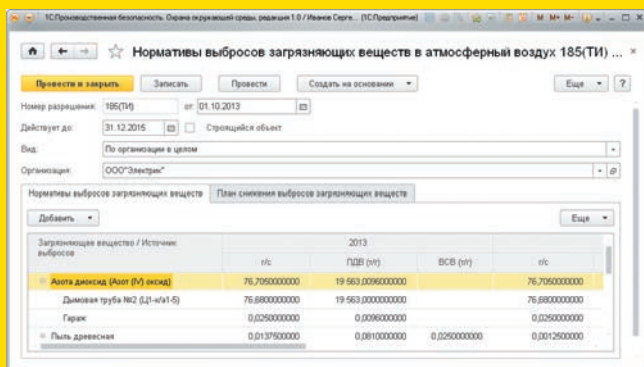 1С:Производственная безопасность. Охрана окружающей среды, редакция 1.0 / Иванов Серге... (1С:Предприятие) M M+ M-
Нормативы выбросов загрязняющих веществ в атмосферный воздух 185(ТИ) ... ×
Провести и закрыть Записать Провести Создать на основании Еще ?
Номер разрешения: 185(ТИ) от: 01.10.2013
Действует до: 31.12.2015 Строящийся объект
Вид: По организации в целом
Организация: ООО"Электрик"
Нормативы выбросов загрязняющих веществ План снижения выбросов загрязняющих веществ
Добавить Еще
Загрязняющее вещество / Источник выбросов 2013
г/с ПДВ (т/г) ВСВ (т/г) г/с
Азота диоксид (Азот (IV) оксид) 76,7050000000 19 563,0096000000 76,7050000000
Дымовая труба №2 (Ц1-к/а1-5) 76,6800000000 19 563,0000000000 76,6800000000
Гараж 0,0250000000 0,0096000000 0,0250000000
Пыль древесная 0,0137500000 0,0810000000 0,0250000000 0,0012500000